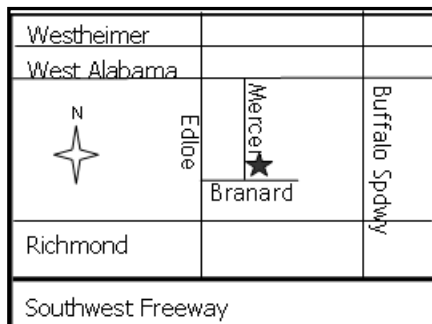 Westheimer
West Alabama
N
Edloe
Mercer
Buffalo Spdwy
Branard
Richmond
Southwest Freeway